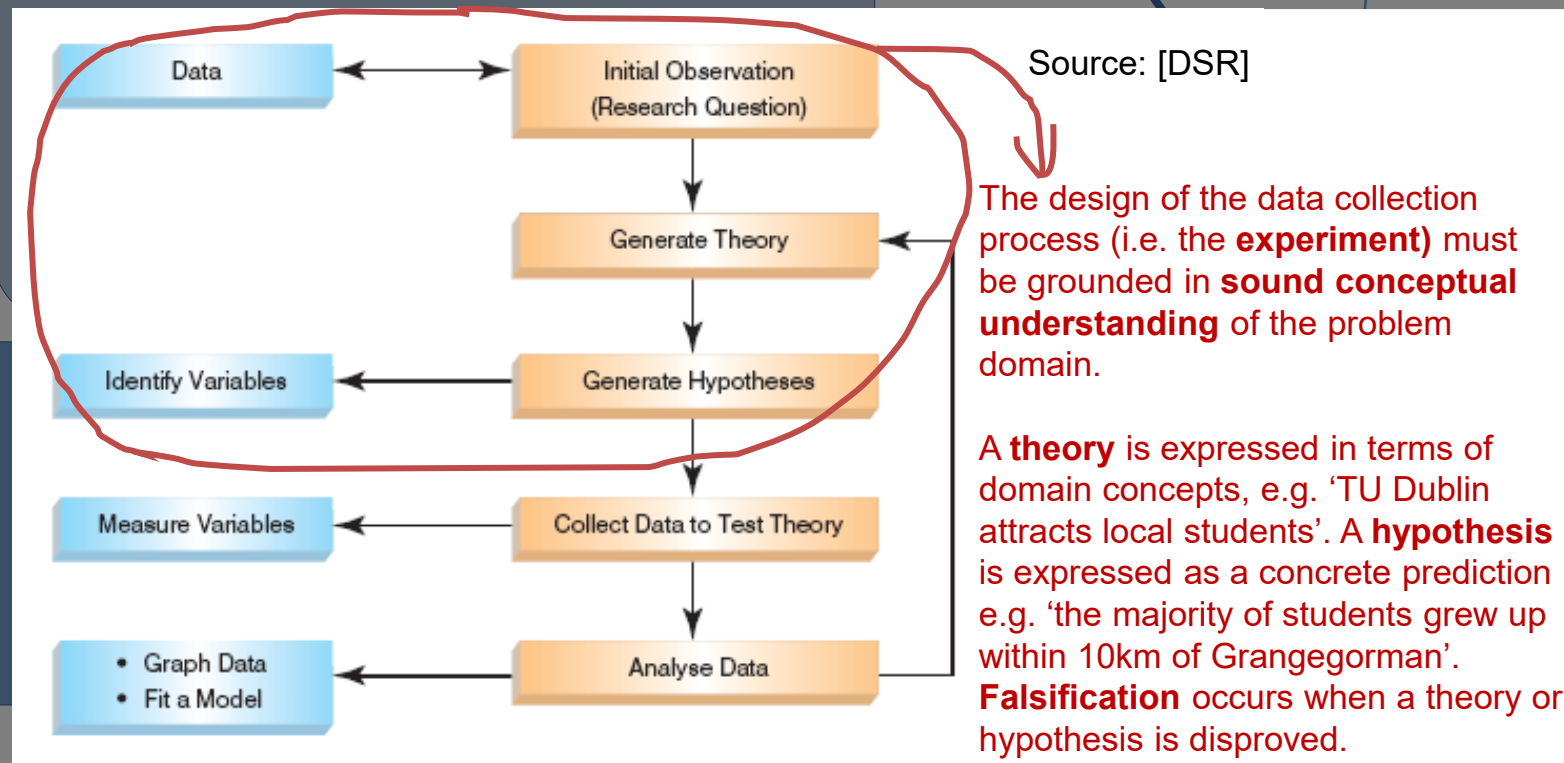 Data
Initial Observation
(Research Question)
Generate Theory
Identify Variables
Generate Hypotheses
Measure Variables
Collect Data to Test Theory
• Graph Data
• Fit a Model
Analyse Data
Source: [DSR]
The design of the data collection
process (i.e. the experiment) must
be grounded in sound conceptual
understanding of the problem
domain.
A theory is expressed in terms of
domain concepts, e.g. ‘TU Dublin
attracts local students’. A hypothesis
is expressed as a concrete prediction
e.g. ‘the majority of students grew up
within 10km of Grangegorman’.
Falsification occurs when a theory or
hypothesis is disproved.